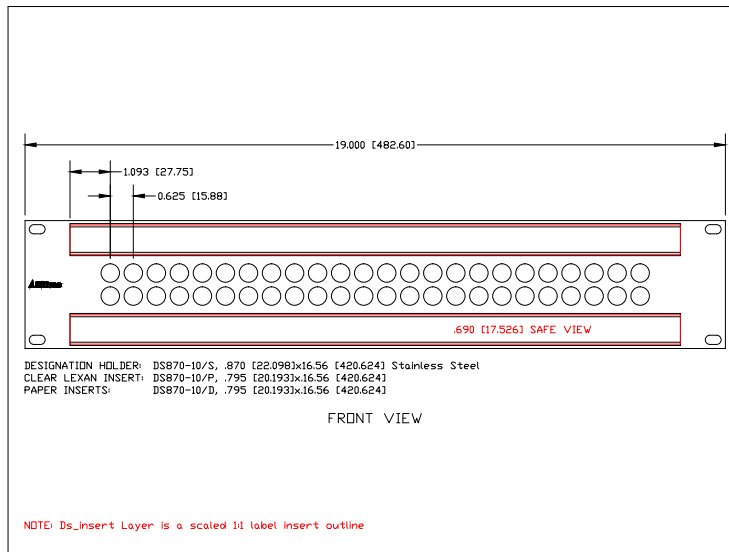 19.000 [482.60]
1.093 [27.75]
0.625 [15.88]
.690 [17.526] SAFE VIEW
DESIGNATION HOLDER: DS870-10/S, .870 [22.098]x16.56 [420.624] Stainless Steel
CLEAR LEXAN INSERT: DS870-10/P, .795 [20.193]x16.56 [420.624]
PAPER INSERTS: DS870-10/D, .795 [20.193]x16.56 [420.624]
FRONT VIEW
NOTE: Ds_insert Layer is a scaled 1:1 label insert outline